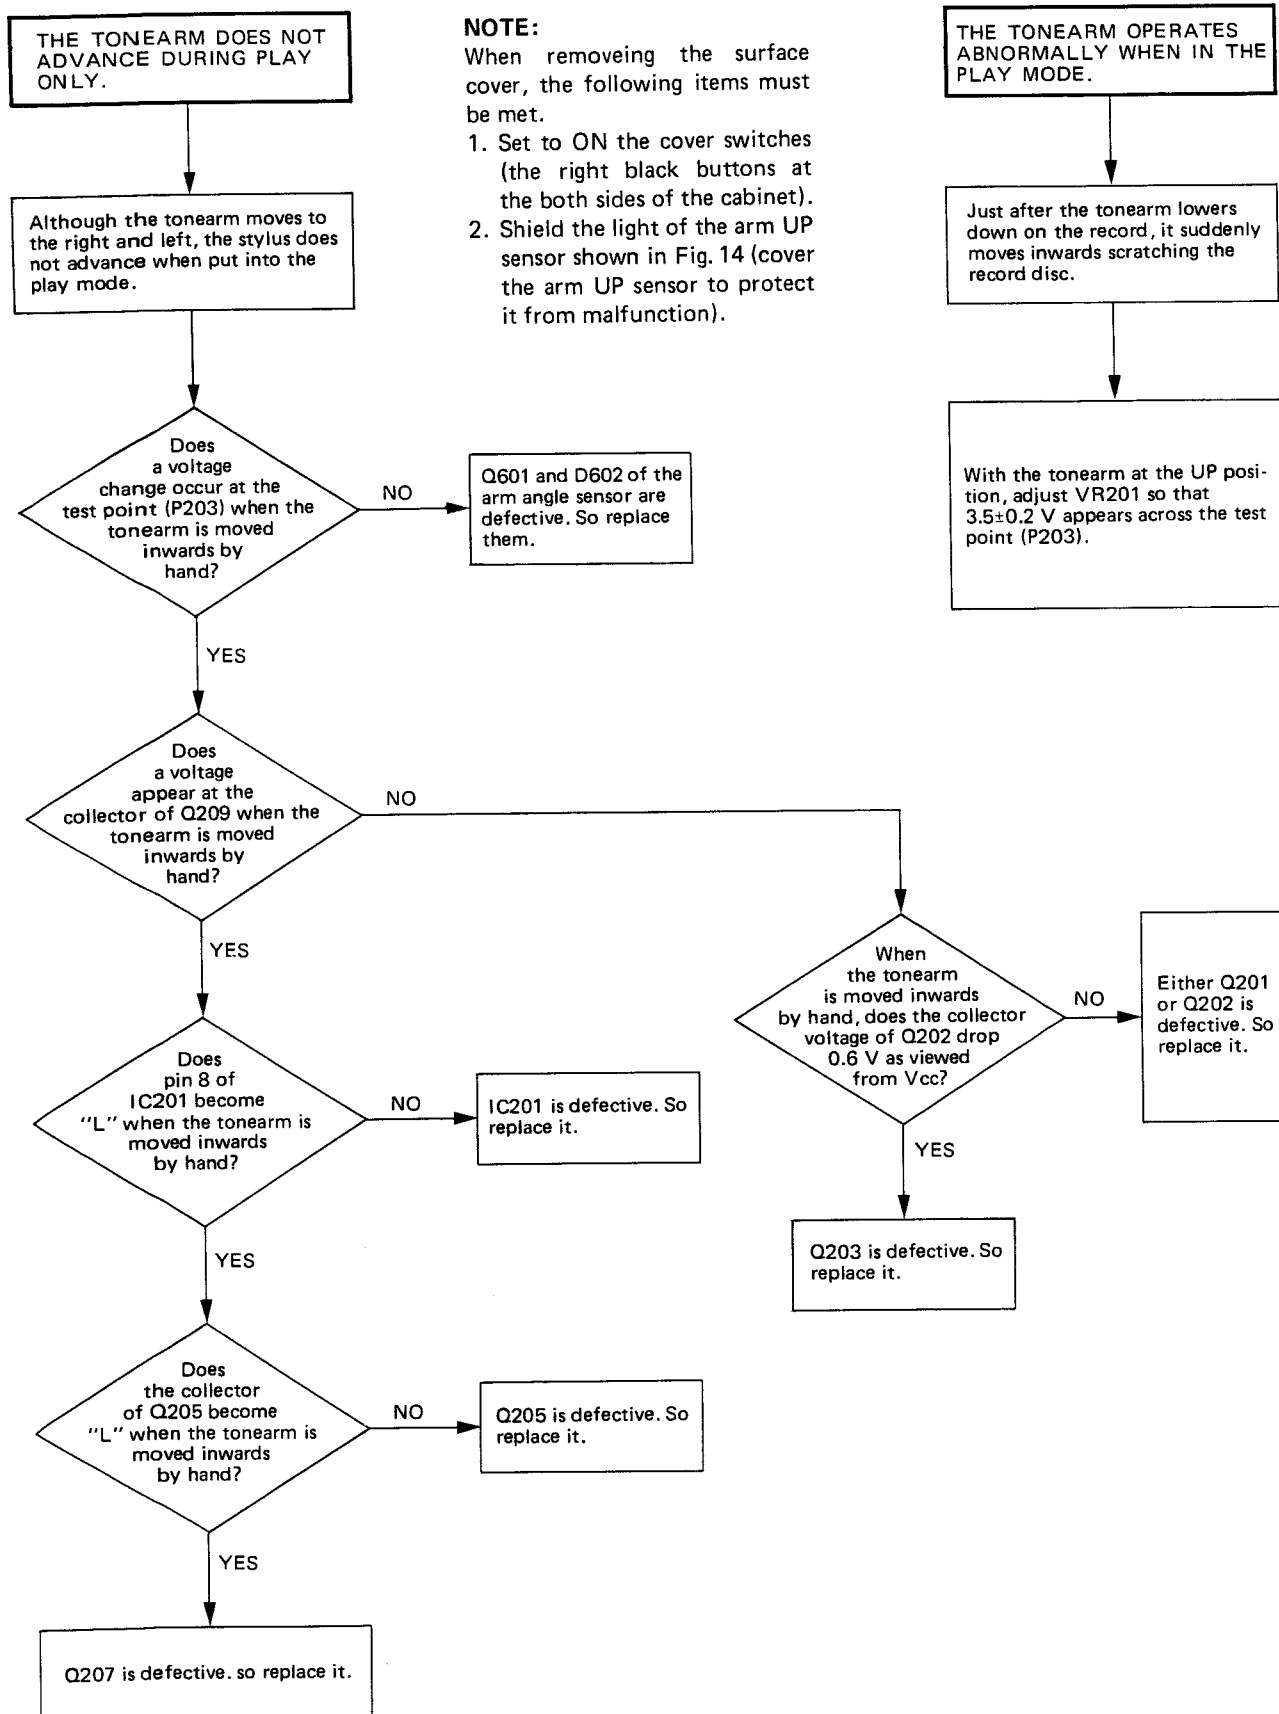 THE TONEARM DOES NOT
ADVANCE DURING PLAY
ONLY.
Although the tonearm moves to
the right and left, the stylus does
not advance when put into the
play mode.
Does
a voltage
change occur at the
test point (P203) when the
tonearm is moved
inwards by
hand?
NO
Q601 and D602 of the
arm angle sensor are
defective. So replace
them.
YES
Does
a voltage
appear at the
collector of Q209 when the
tonearm is moved
inwards by
hand?
NO
When
the tonearm
is moved inwards
by hand, does the collector
voltage of Q202 drop
0.6 V as viewed
from Vcc?
NO
Either Q201
or Q202 is
defective. So
replace it.
YES
Q203 is defective. So
replace it.
YES
Does
pin 8 of
IC201 become
"L" when the tonearm is
moved inwards
by hand?
NO
IC201 is defective. So
replace it.
YES
Does
the collector
of Q205 become
"L" when the tonearm is
moved inwards
by hand?
NO
Q205 is defective. So
replace it.
YES
Q207 is defective. so replace it.
NOTE:
When removeing the surface
cover, the following items must
be met.
1. Set to ON the cover switches
(the right black buttons at
the both sides of the cabinet).
2. Shield the light of the arm UP
sensor shown in Fig. 14 (cover
the arm UP sensor to protect
it from malfunction).
THE TONEARM OPERATES
ABNORMALLY WHEN IN THE
PLAY MODE.
Just after the tonearm lowers
down on the record, it suddenly
moves inwards scratching the
record disc.
With the tonearm at the UP posi-
tion, adjust VR201 so that
3.5±0.2 V appears across the test
point (P203).